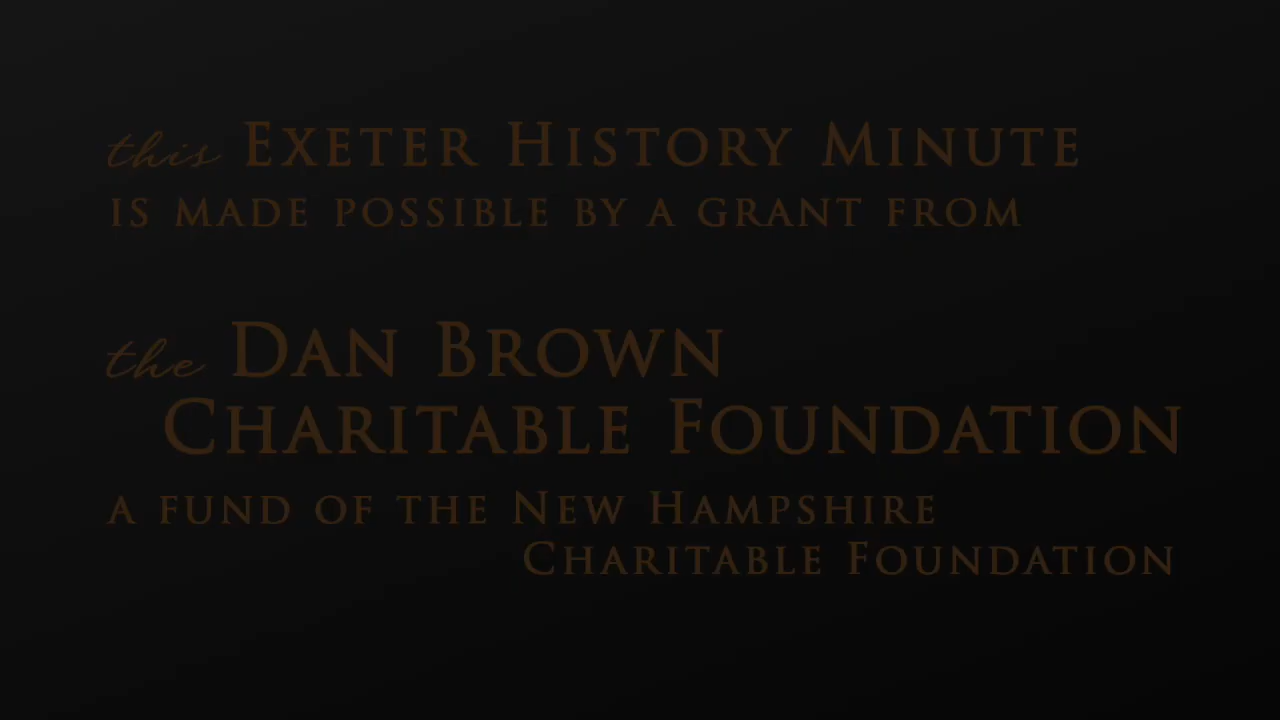 this Exeter History Minute
is made possible by a grant from
the Dan Brown
Charitable Foundation
a fund of the New Hampshire
Charitable Foundation